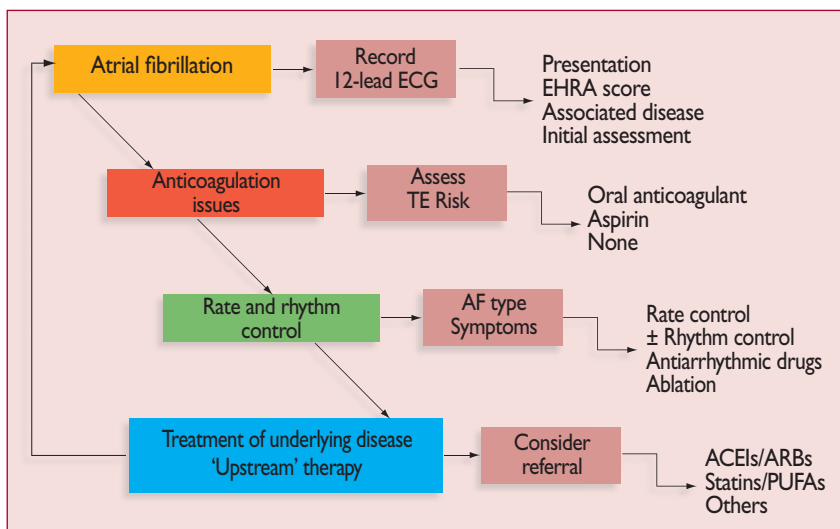 Atrial fibrillation
Record
12-lead ECG
Presentation
EHRA score
Associated disease
Initial assessment
Anticoagulation
issues
Assess
TE Risk
Oral anticoagulant
Aspirin
None
Rate and rhythm
control
AF type
Symptoms
Rate control
± Rhythm control
Antiarrhythmic drugs
Ablation
Treatment of underlying disease
‘Upstream’ therapy
Consider
referral
ACEIs/ARBs
Statins/PUFAs
Others